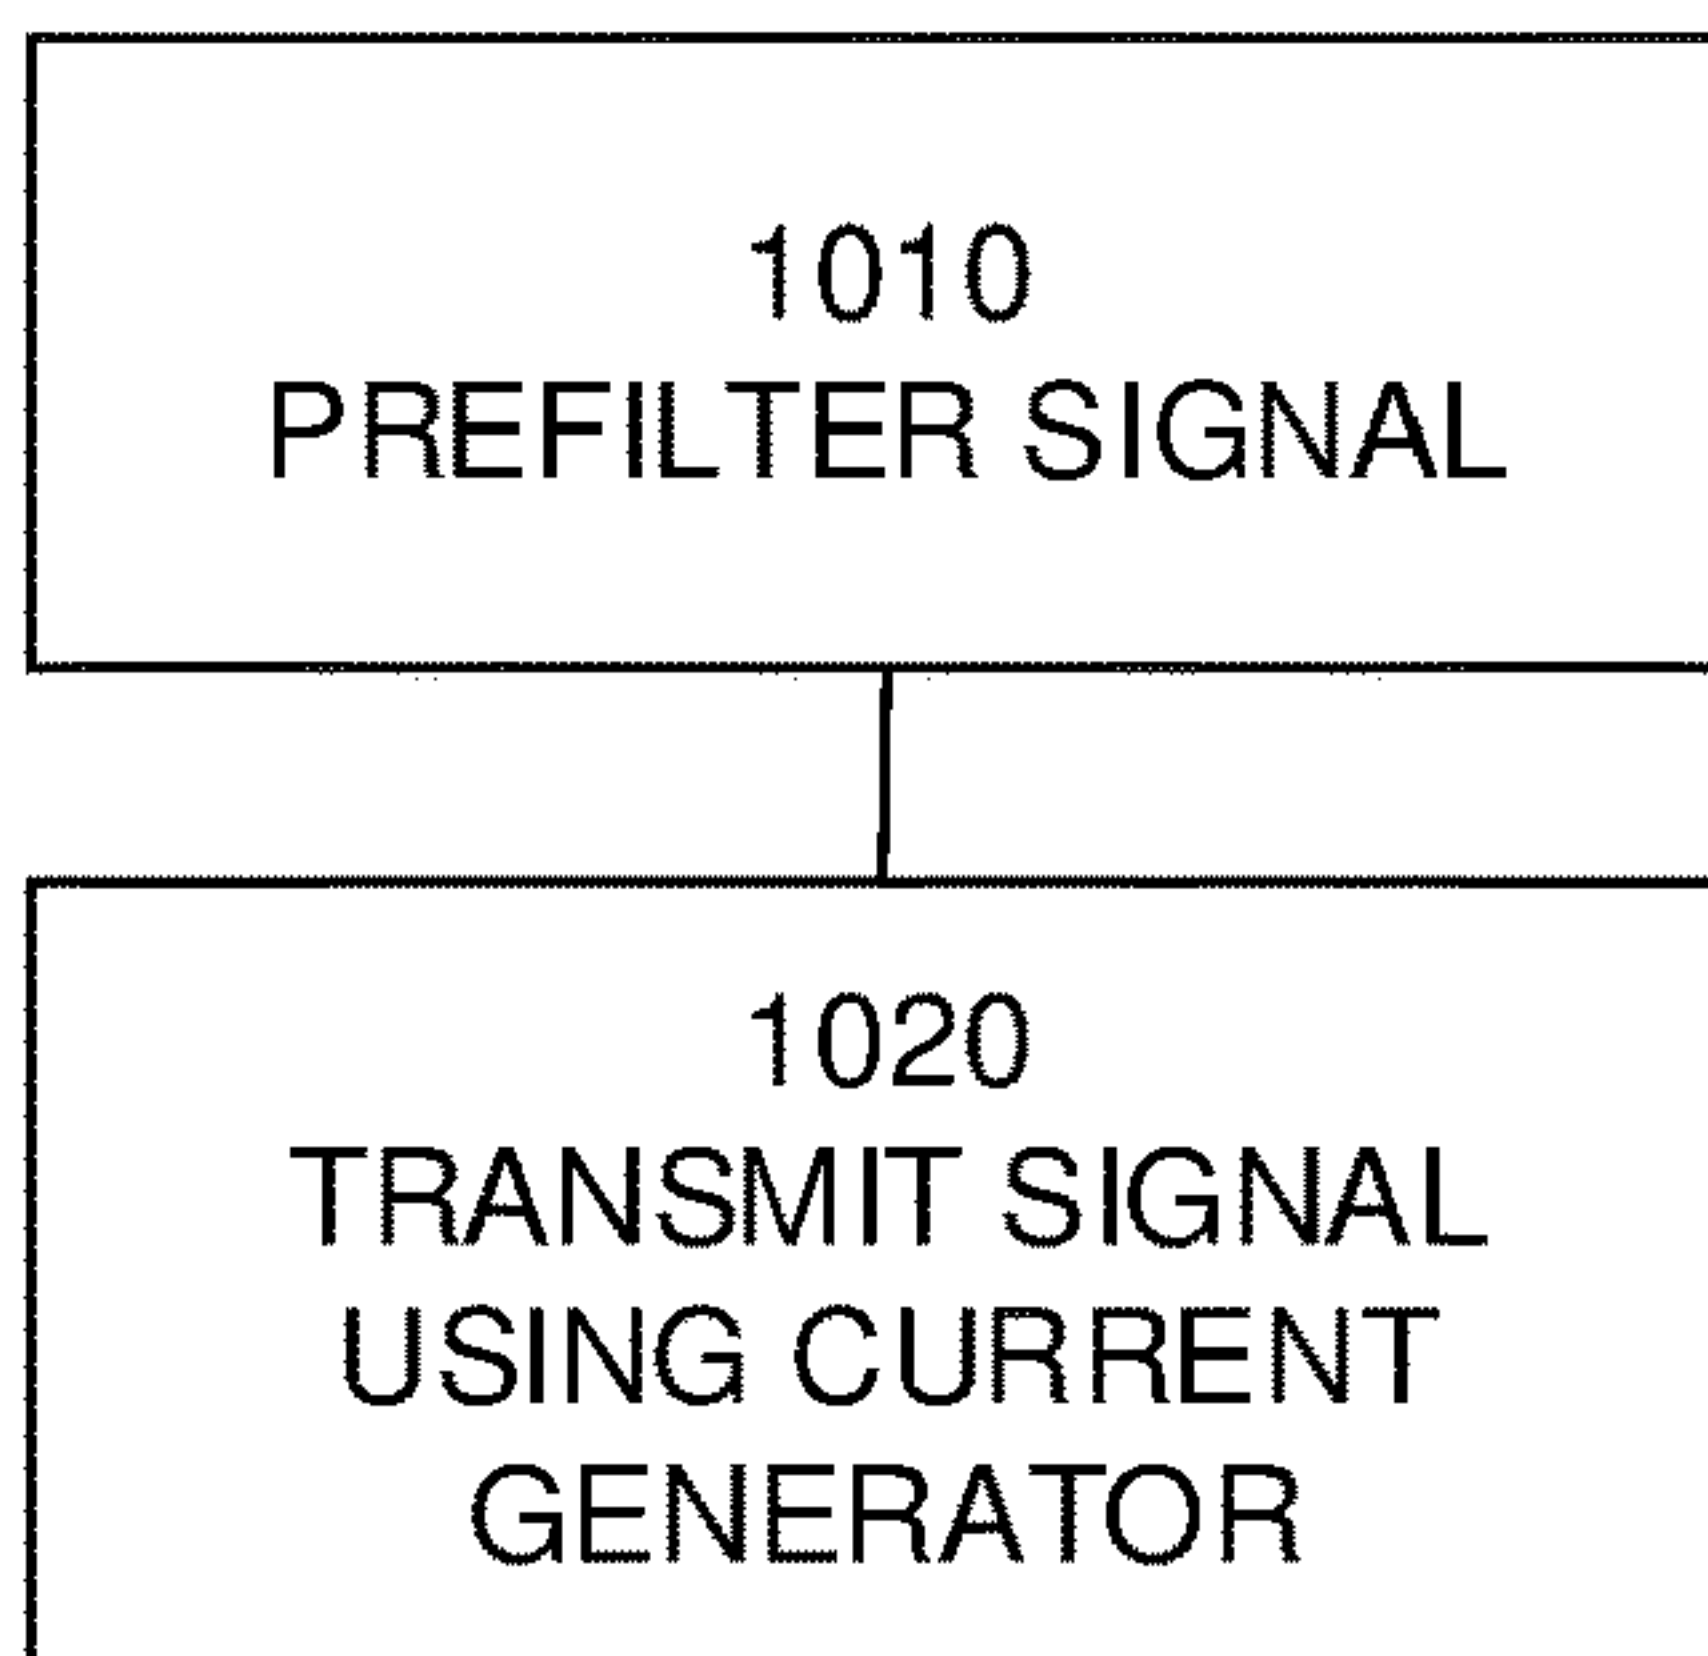 1010
PREFILTER SIGNAL
1020
TRANSMIT SIGNAL
USING CURRENT
GENERATOR